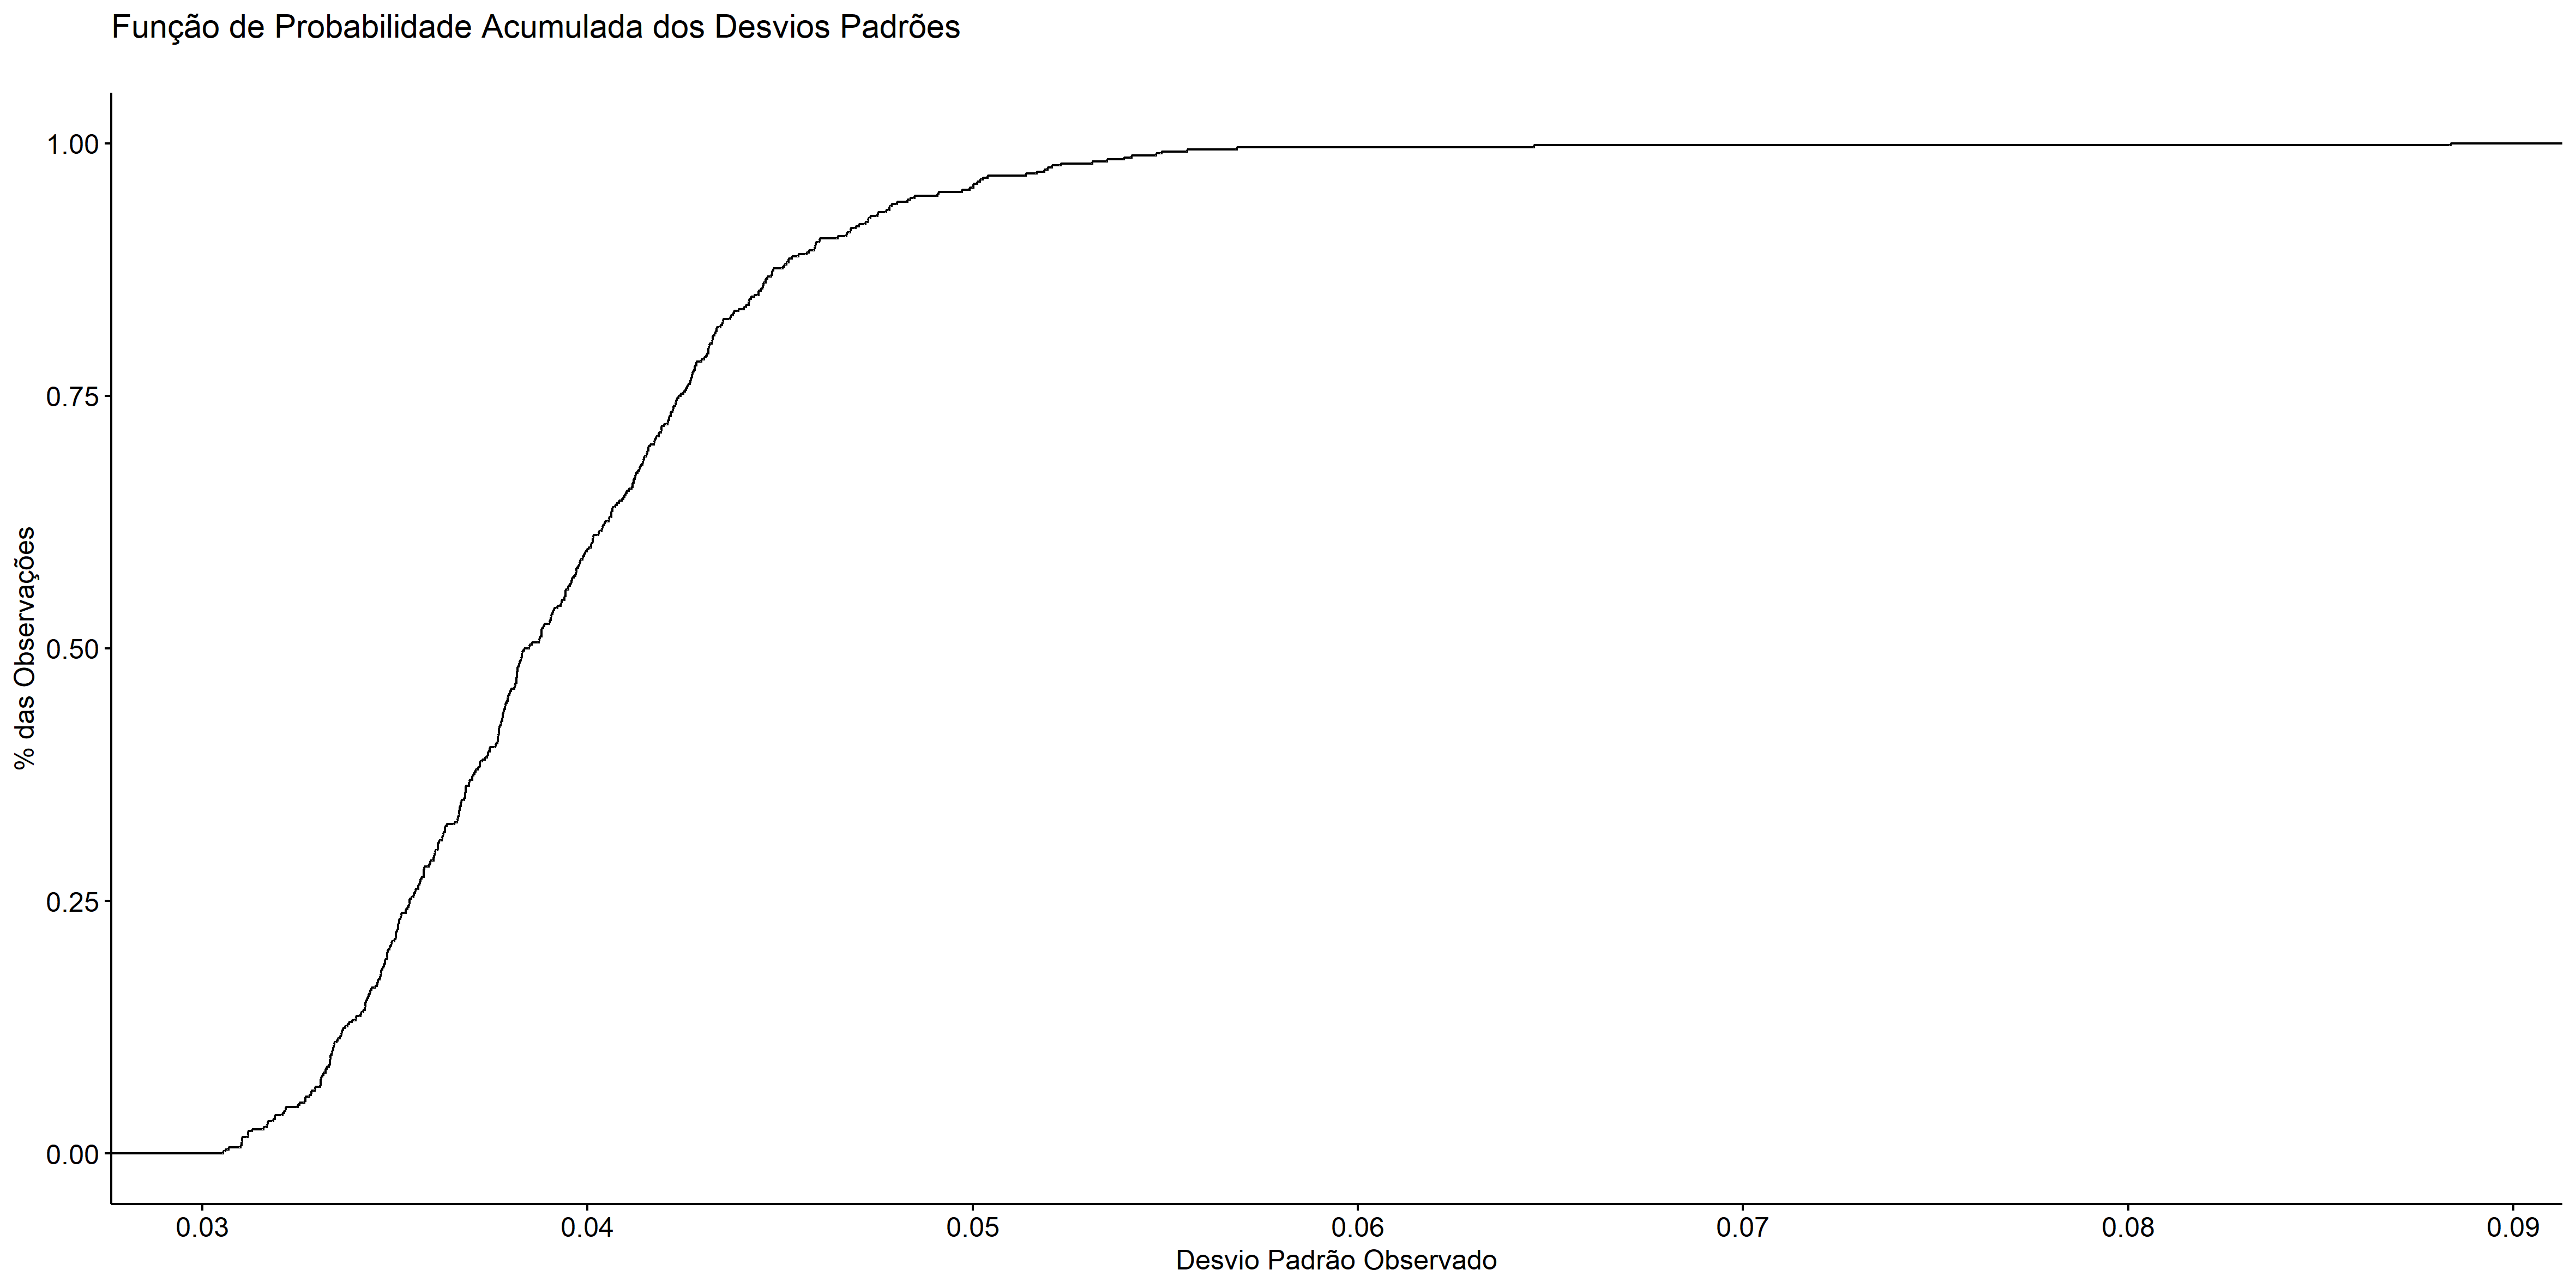 Função de Probabilidade Acumulada dos Desvios Padrões
1.00
0.75
0.50
0.25
0.00
% das Observações
0.03 0.04 0.05 0.06 0.07 0.08 0.09
Desvio Padrão Observado